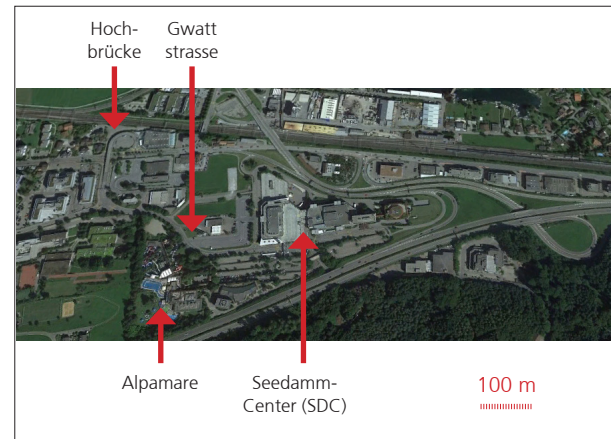 Hoch-
brücke
Gwatt
strasse
Alpamare
Seedamm-
Center (SDC)
100 m